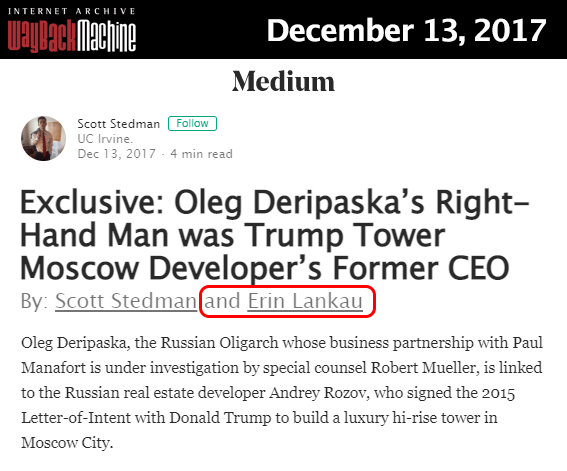 INTERNET ARCHIVE
WayBackMachine
December 13, 2017
Medium
Scott Stedman Follow
UC Irvine.
Dec 13, 2017 · 4 min read
Exclusive: Oleg Deripaska’s Right-
Hand Man was Trump Tower
Moscow Developer’s Former CEO
By: Scott Stedman and Erin Lankau
Oleg Deripaska, the Russian Oligarch whose business partnership with Paul
Manafort is under investigation by special counsel Robert Mueller, is linked
to the Russian real estate developer Andrey Rozov, who signed the 2015
Letter-of-Intent with Donald Trump to build a luxury hi-rise tower in
Moscow City.